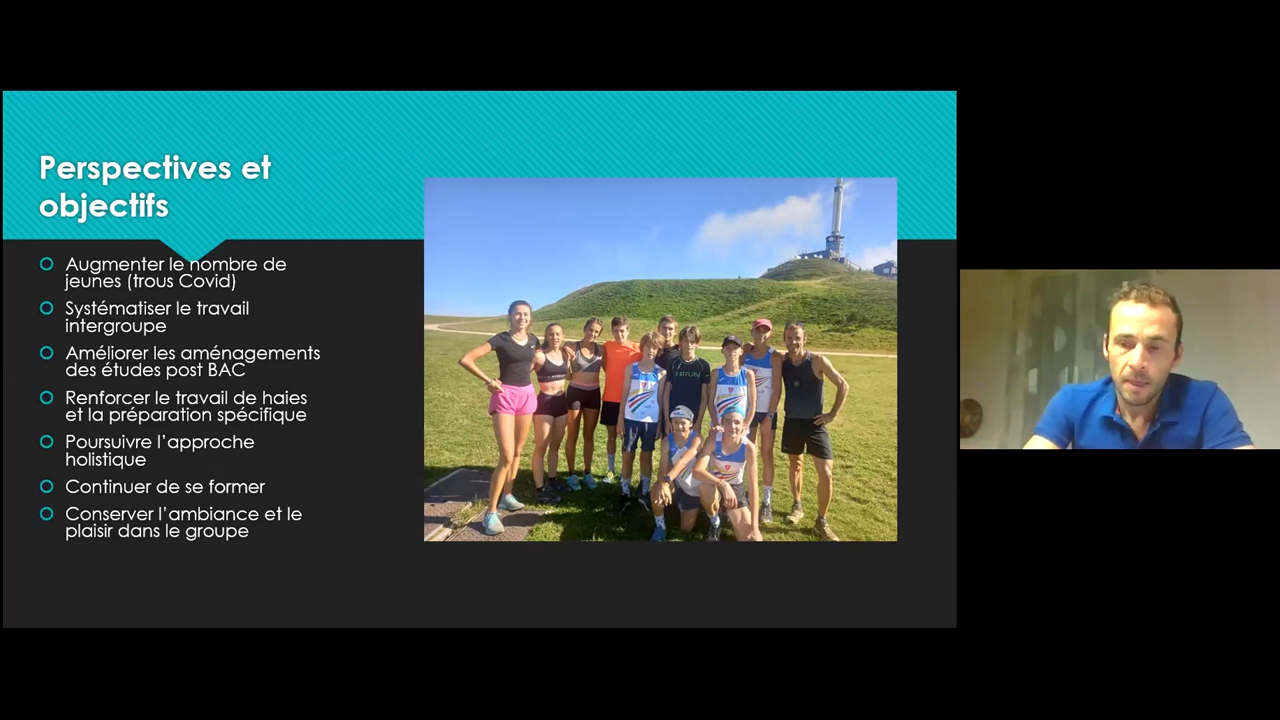 Perspectives et
objectifs
Augmenter le nombre de
jeunes (trous Covid)
Systématiser le travail
intergroupe
Améliorer les aménagements
des études post BAC
Renforcer le travail de haies
et la préparation spécifique
Poursuivre l'approche
holistique
Continuer de se former
Conserver l'ambiance et le
plaisir dans le groupe